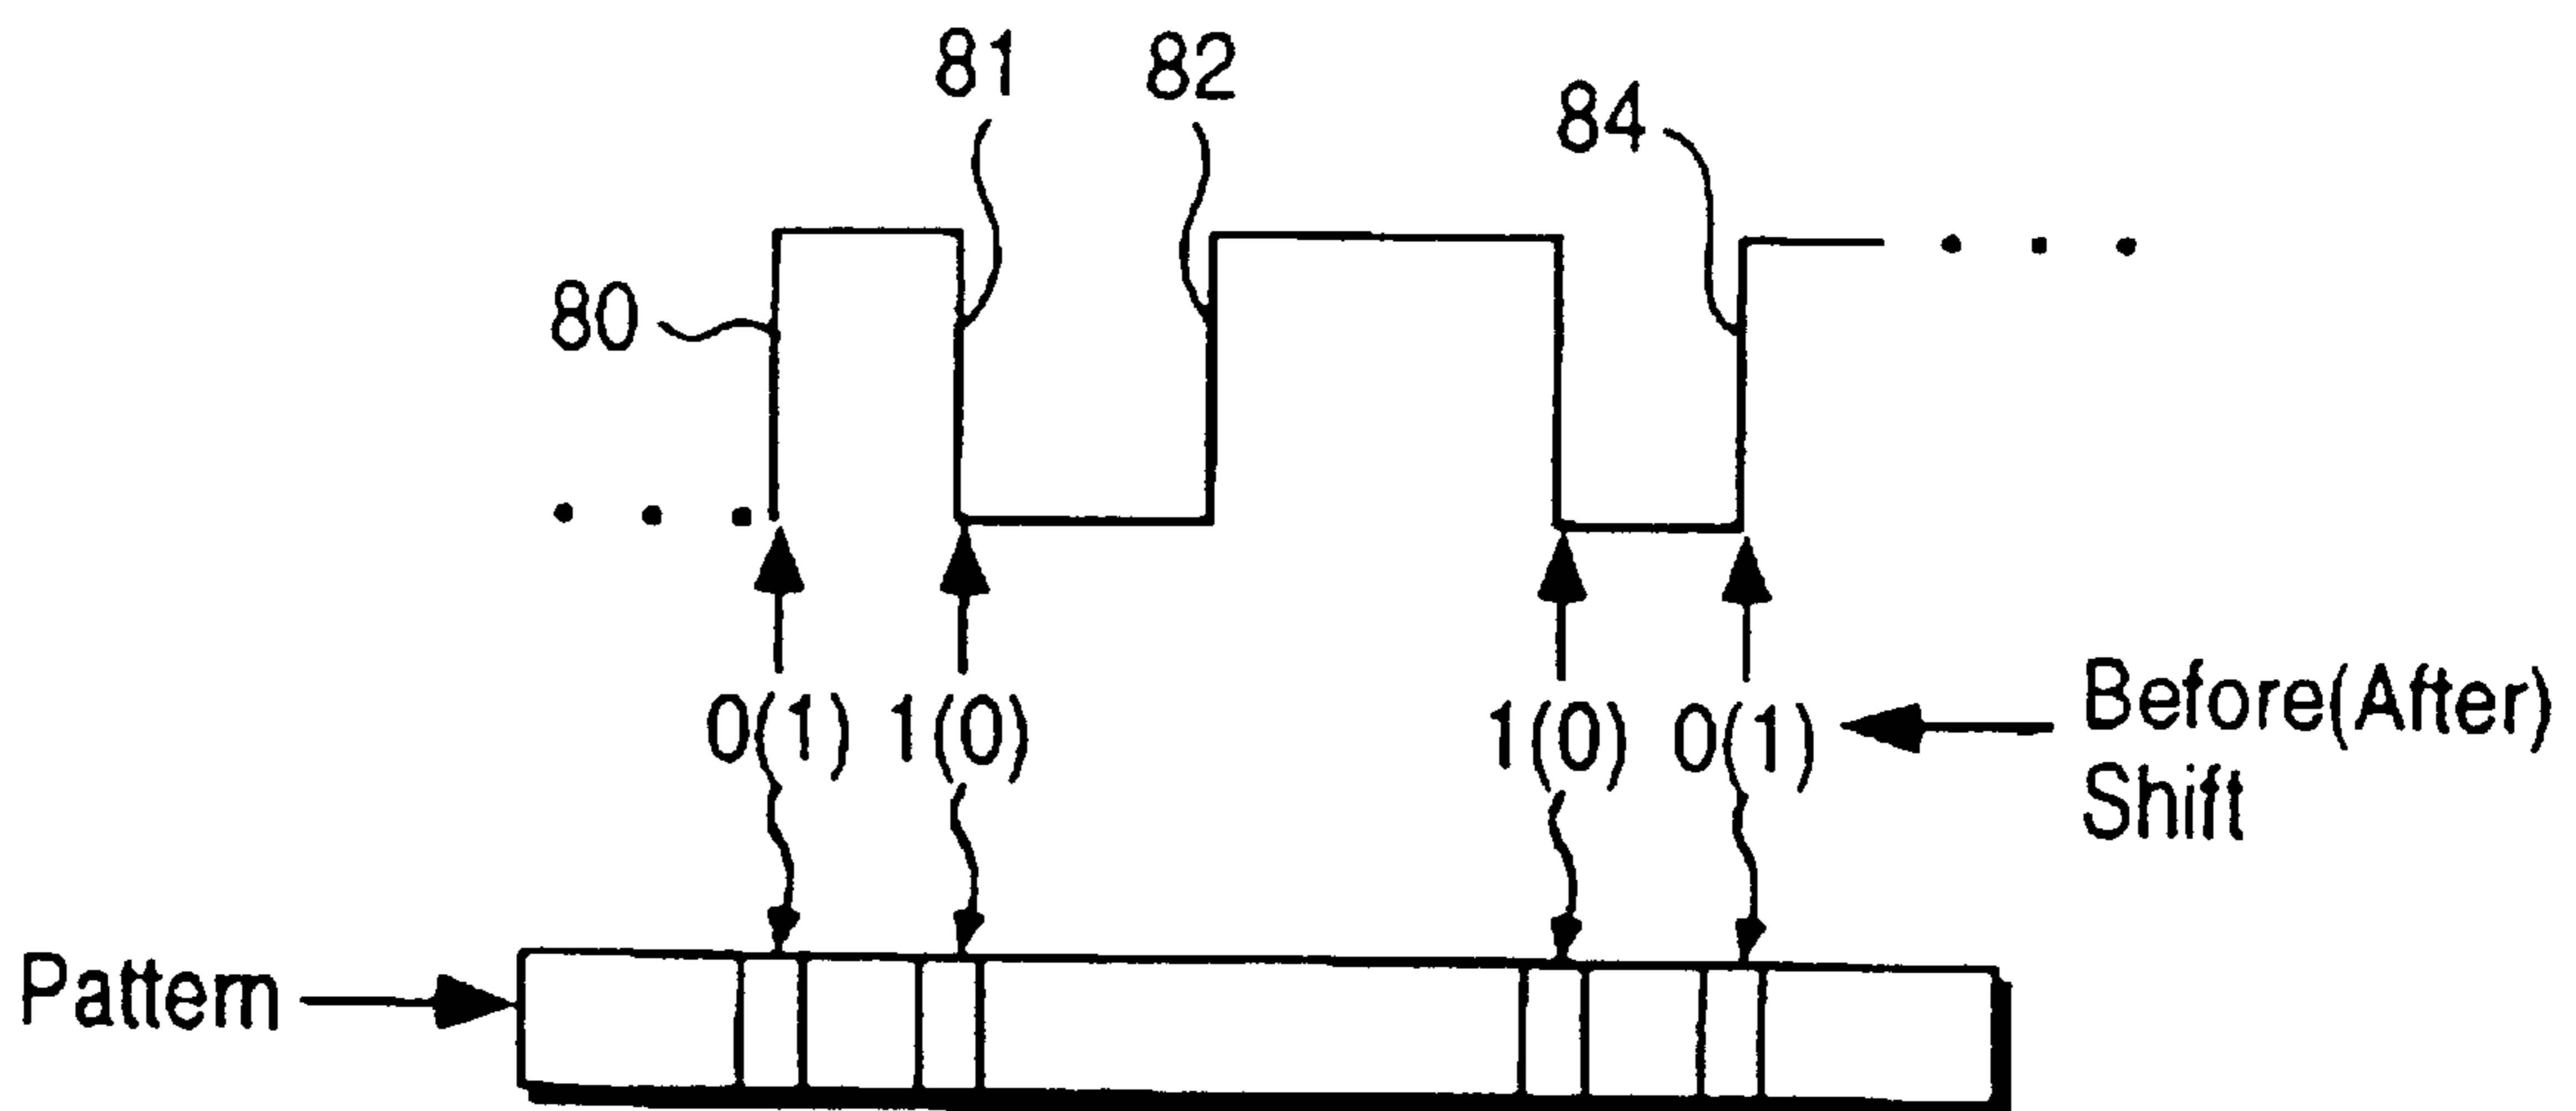 81
82
84
80
0(1) 1(0) 1(0) 0(1)
Before(After)
Shift
Pattern